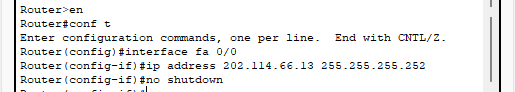 Router>en
Router#conf t
Enter configuration commands, one per line.  End with CNTL/Z.
Router(config)#interface fa 0/0
Router(config-if)#ip address 202.114.66.13 255.255.255.252
Router(config-if)#no shutdown